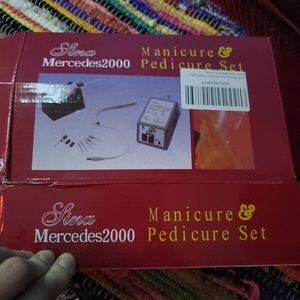 Sina
Mercedes2000
Manicure &
Pedicure Set
Sina
Mercedes2000
Manicure &
Pedicure Set